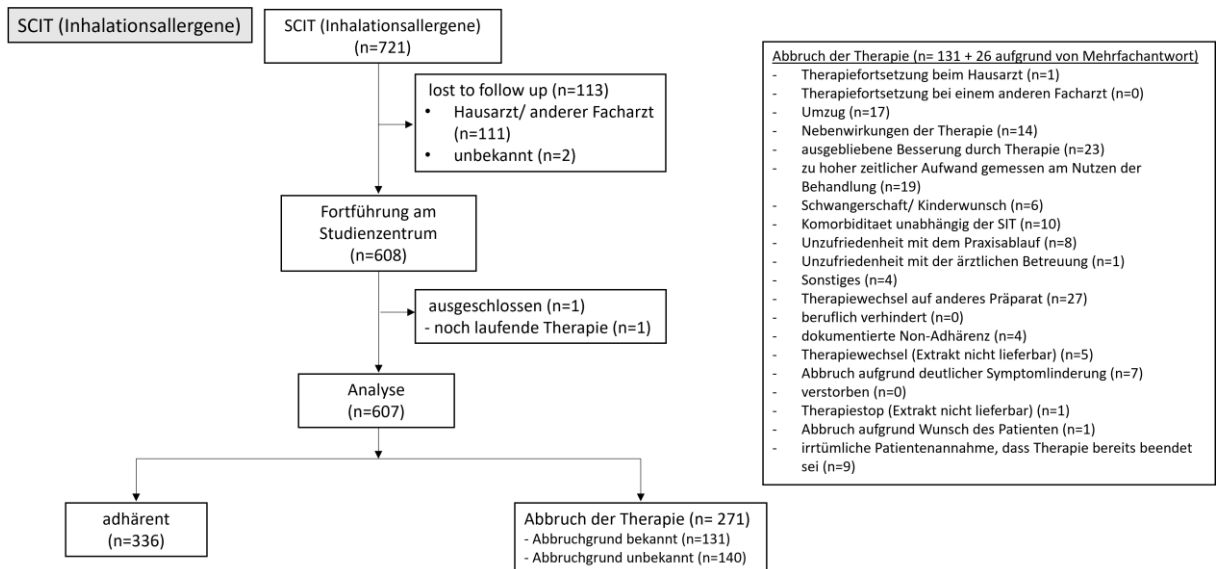 SCIT (Inhalationsallergene)
SCIT (Inhalationsallergene)
(n=721)
lost to follow up (n=113)
• Hausarzt/ anderer Facharzt
(n=111)
• unbekannt (n=2)
Fortführung am
Studienzentrum
(n=608)
ausgeschlossen (n=1)
- noch laufende Therapie (n=1)
Analyse
(n=607)
adhärent
(n=336)
Abbruch der Therapie (n= 271)
- Abbruchgrund bekannt (n=131)
- Abbruchgrund unbekannt (n=140)
Abbruch der Therapie (n= 131 + 26 aufgrund von Mehrfachantwort)
- Therapiefortsetzung beim Hausarzt (n=1)
- Therapiefortsetzung bei einem anderen Facharzt (n=0)
- Umzug (n=17)
- Nebenwirkungen der Therapie (n=14)
- ausgebliebene Besserung durch Therapie (n=23)
- zu hoher zeitlicher Aufwand gemessen am Nutzen der
Behandlung (n=19)
- Schwangerschaft/ Kinderwunsch (n=6)
- Komorbiditaet unabhängig der SIT (n=10)
- Unzufriedenheit mit dem Praxisablauf (n=8)
- Unzufriedenheit mit der ärztlichen Betreuung (n=1)
- Sonstiges (n=4)
- Therapiewechsel auf anderes Präparat (n=27)
- beruflich verhindert (n=0)
- dokumentierte Non-Adhärenz (n=4)
- Therapiewechsel (Extrakt nicht lieferbar) (n=5)
- Abbruch aufgrund deutlicher Symptomlinderung (n=7)
- verstorben (n=0)
- Therapiestop (Extrakt nicht lieferbar) (n=1)
- Abbruch aufgrund Wunsch des Patienten (n=1)
- irrtümliche Patientenannahme, dass Therapie bereits beendet
sei (n=9)